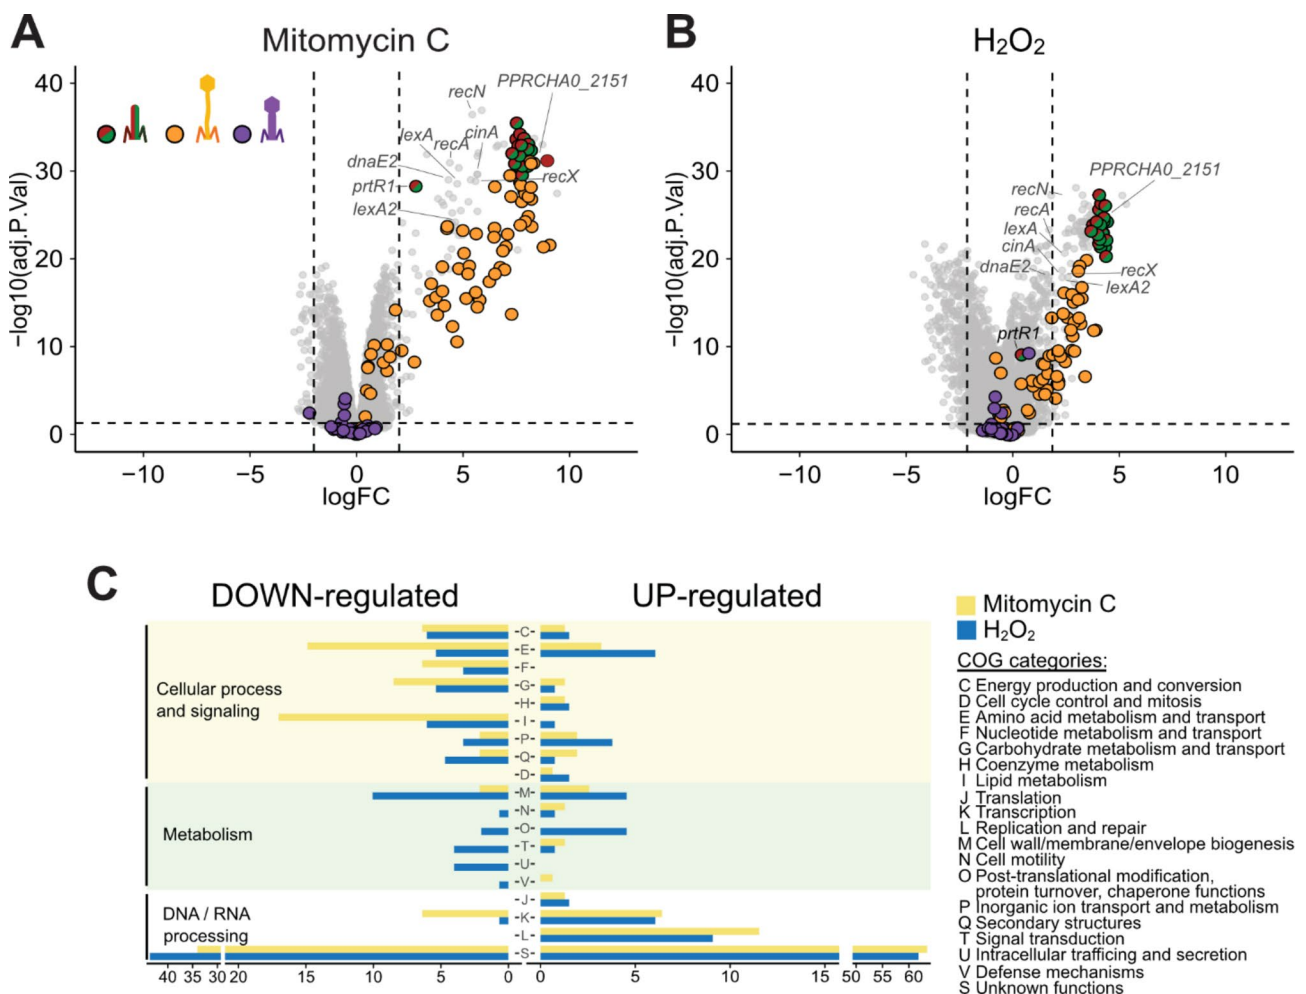 A
Mitomycin C
40
30
20
10
0
−log10(adj.P.Val)
recN
PPRCHA0_2151
lexA
cinA
recA
dnaE2
prtR1
recX
lexA2
−10
−5
0
5
10
logFC
B
H₂O₂
40
30
20
10
0
−log10(adj.P.Val)
PPRCHA0_2151
recN
recA
lexA
cinA
dnaE2
recX
lexA2
prtR1
−10
−5
0
5
10
logFC
C
DOWN-regulated
UP-regulated
Cellular process
and signaling
Metabolism
DNA / RNA
processing
-C-
-E-
-F-
-G-
-H-
-I-
-P-
-Q-
-D-
-M-
-N-
-O-
-T-
-U-
-V-
-J-
-K-
-L-
-S-
40 35 30 20 15 10 5 0
0 5 10 15 50 55 60
Mitomycin C
H₂O₂
COG categories:
C Energy production and conversion
D Cell cycle control and mitosis
E Amino acid metabolism and transport
F Nucleotide metabolism and transport
G Carbohydrate metabolism and transport
H Coenzyme metabolism
I Lipid metabolism
J Translation
K Transcription
L Replication and repair
M Cell wall/membrane/envelope biogenesis
N Cell motility
O Post-translational modification,
protein turnover, chaperone functions
P Inorganic ion transport and metabolism
Q Secondary structures
T Signal transduction
U Intracellular trafficing and secretion
V Defense mechanisms
S Unknown functions